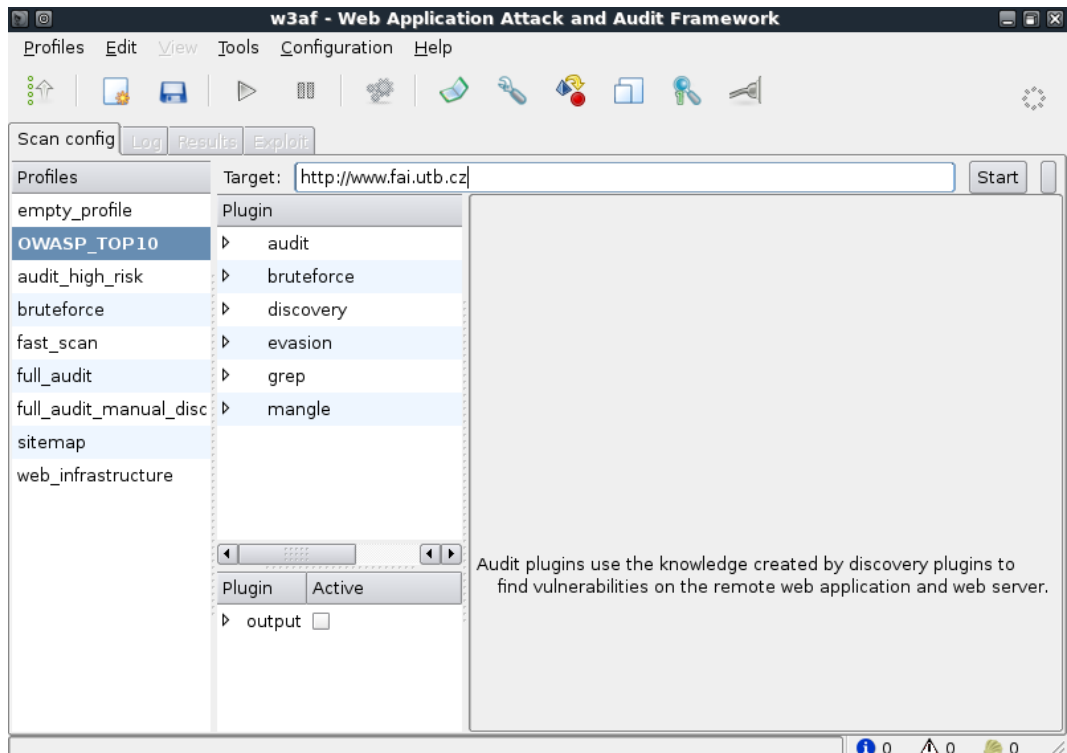 w3af - Web Application Attack and Audit Framework
Profiles Edit View Tools Configuration Help
Scan config Log Results Exploit
Profiles
Target: http://www.fai.utb.cz Start
empty_profile
OWASP_TOP10
audit_high_risk
bruteforce
fast_scan
full_audit
full_audit_manual_disc
sitemap
web_infrastructure
Plugin
audit
bruteforce
discovery
evasion
grep
mangle
Plugin Active
output
Audit plugins use the knowledge created by discovery plugins to
find vulnerabilities on the remote web application and web server.
0 0 0